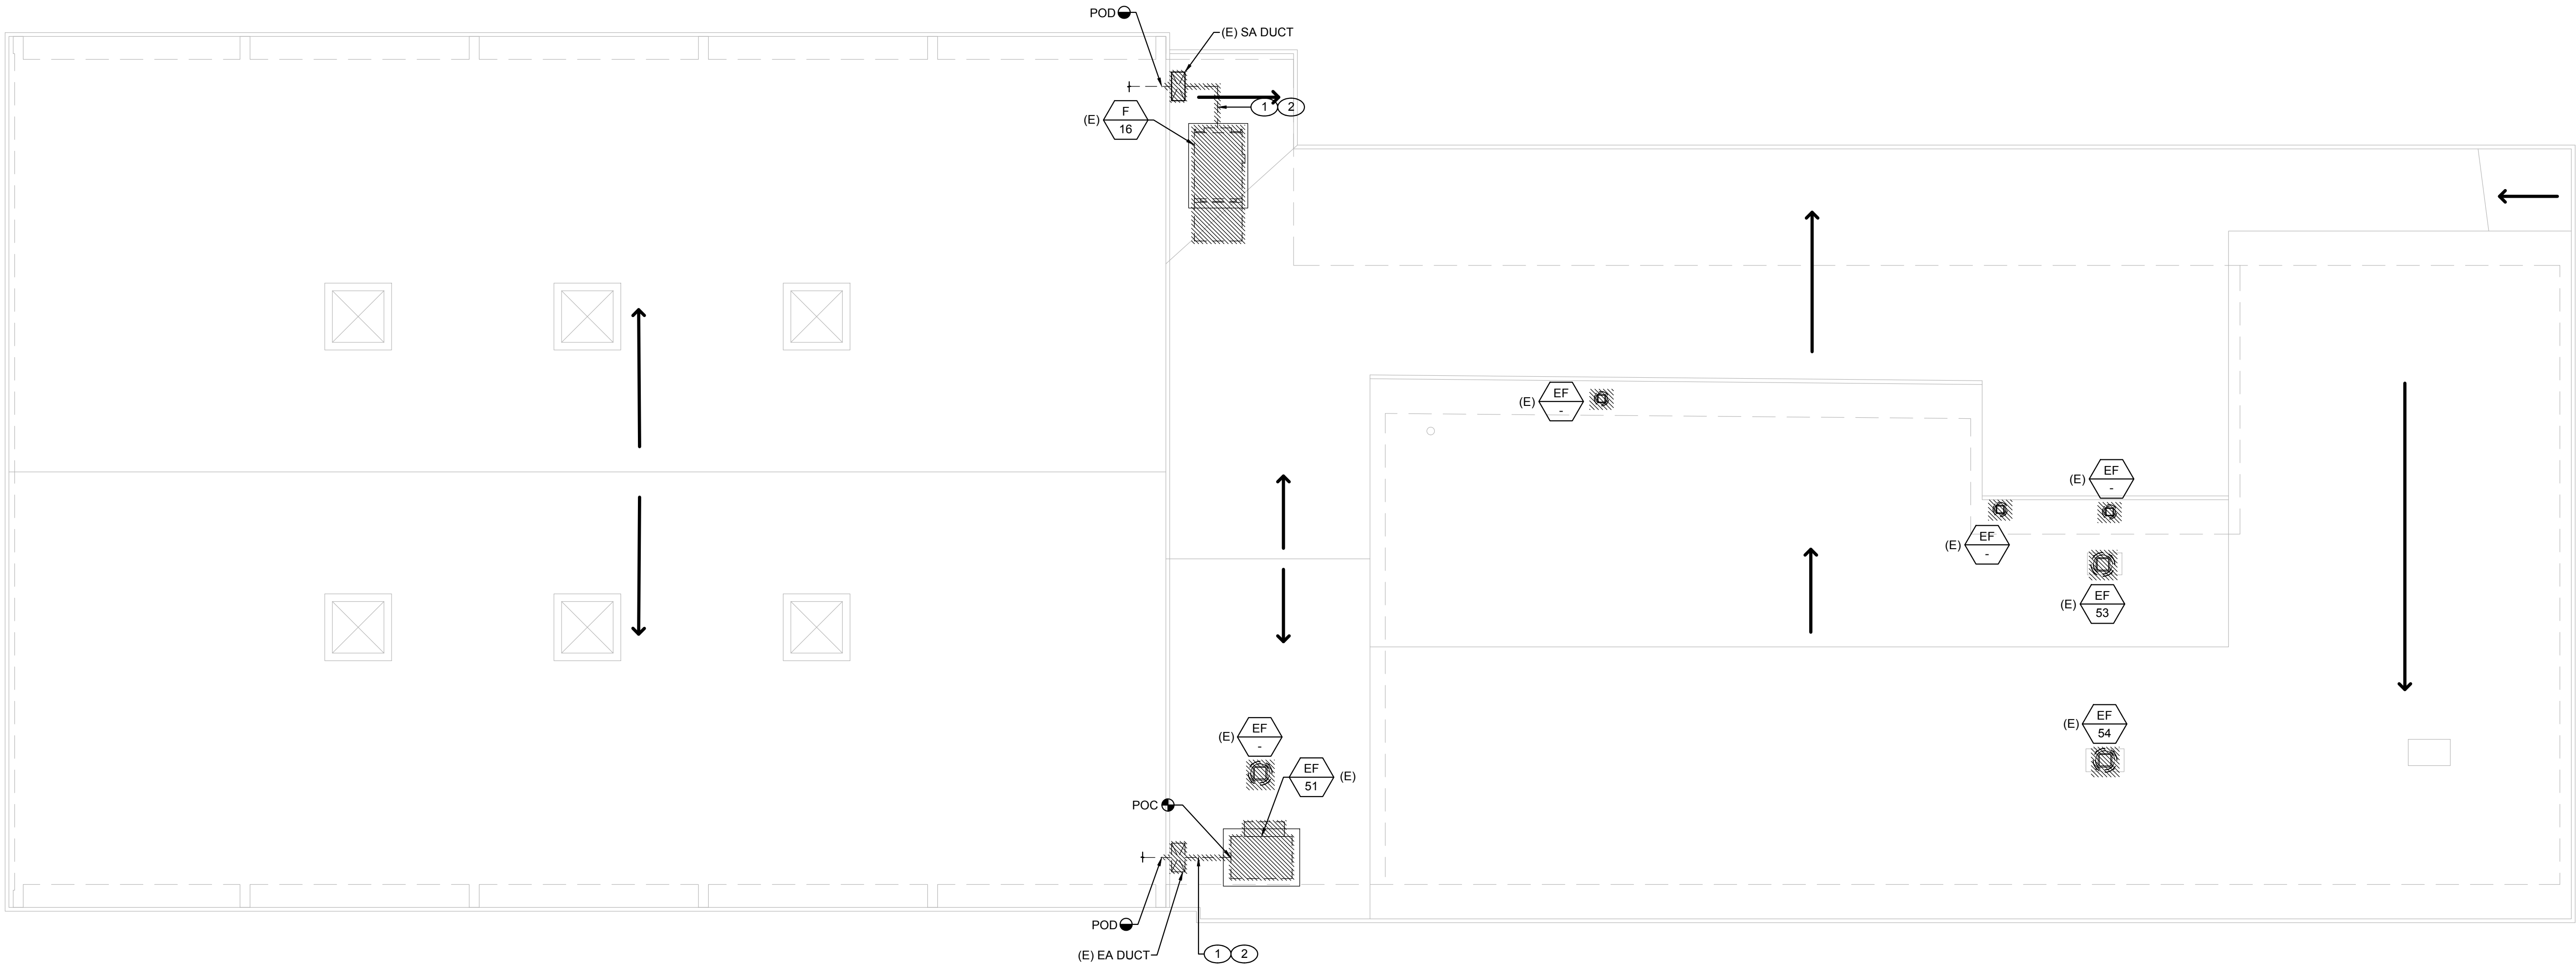 POD
(E) SA DUCT
1 2
(E) F
16
(E) EF
-
(E) EF
-
(E) EF
-
(E) EF
53
(E) EF
54
(E) EF
-
EF (E)
51
POC
POD
(E) EA DUCT
1 2